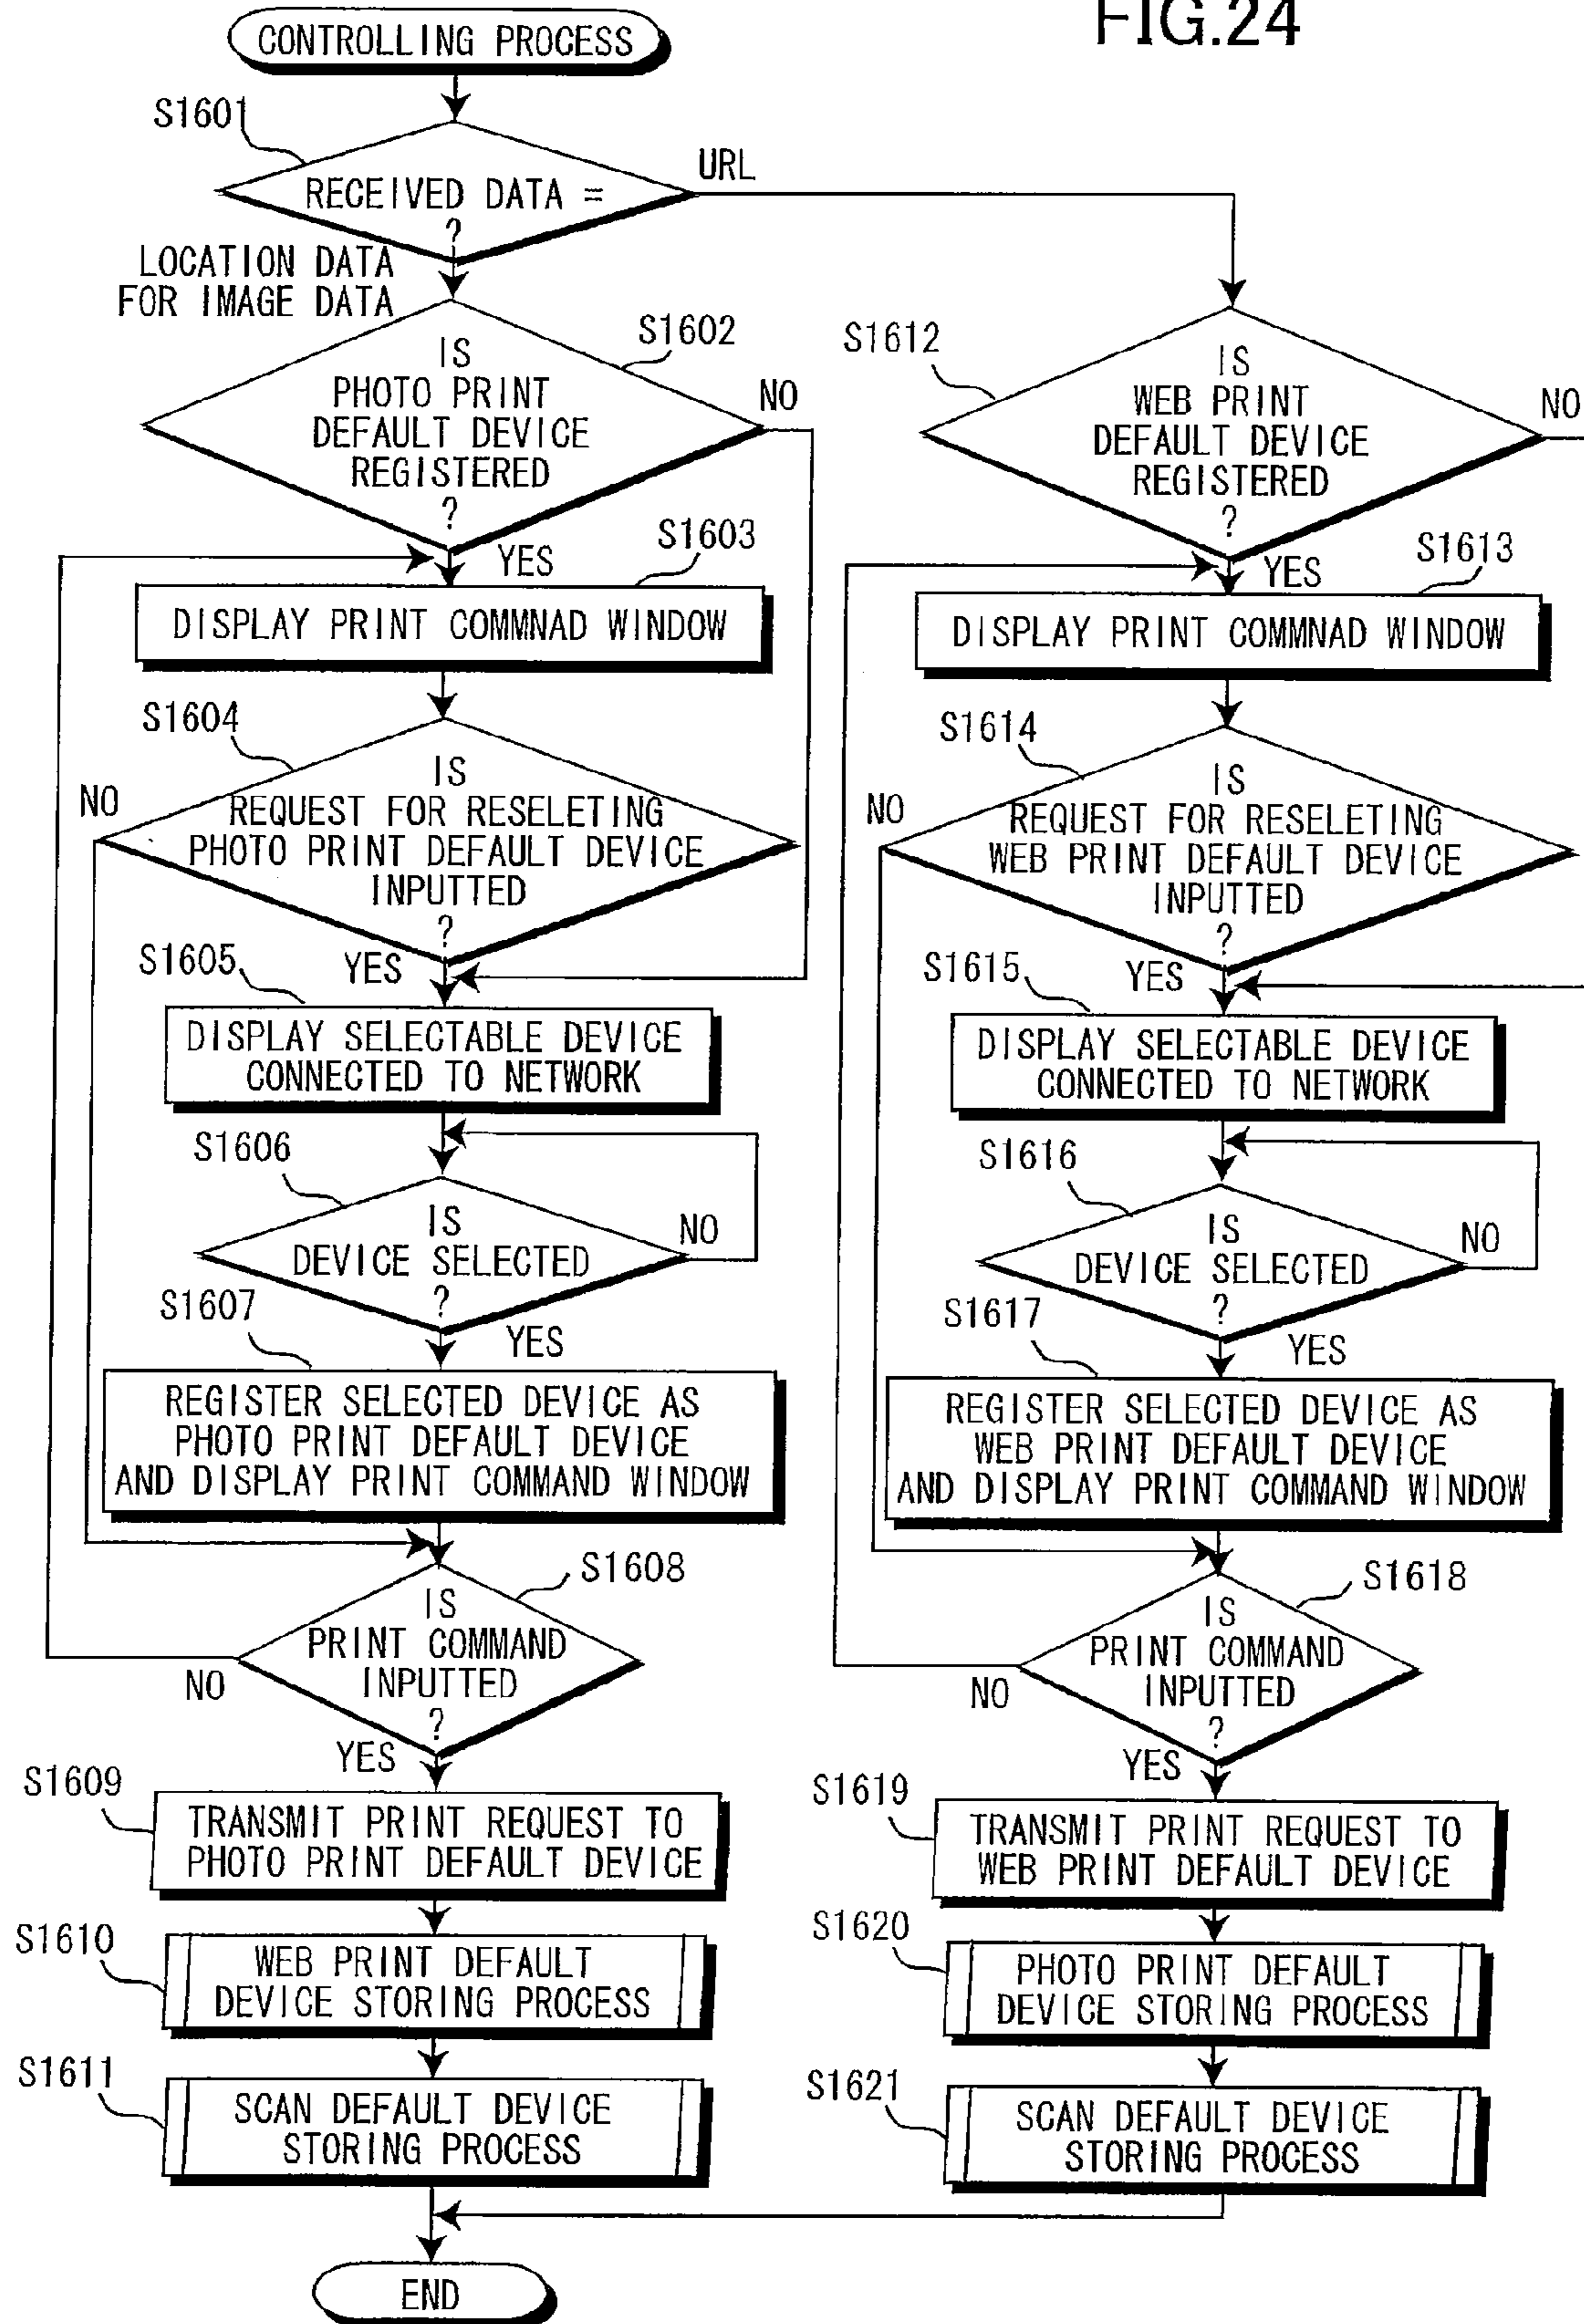 FIG.24
CONTROLLING PROCESS
S1601
RECEIVED DATA =
?
URL
LOCATION DATA
FOR IMAGE DATA
S1602
IS
PHOTO PRINT
DEFAULT DEVICE
REGISTERED
?
NO
YES
S1603
DISPLAY PRINT COMMNAD WINDOW
S1604
IS
REQUEST FOR RESELETING
PHOTO PRINT DEFAULT DEVICE
INPUTTED
?
NO
YES
S1605
DISPLAY SELECTABLE DEVICE
CONNECTED TO NETWORK
S1606
IS
DEVICE SELECTED
?
NO
YES
S1607
REGISTER SELECTED DEVICE AS
PHOTO PRINT DEFAULT DEVICE
AND DISPLAY PRINT COMMAND WINDOW
S1608
IS
PRINT COMMAND
INPUTTED
?
NO
YES
S1609
TRANSMIT PRINT REQUEST TO
PHOTO PRINT DEFAULT DEVICE
S1610
WEB PRINT DEFAULT
DEVICE STORING PROCESS
S1611
SCAN DEFAULT DEVICE
STORING PROCESS
S1612
IS
WEB PRINT
DEFAULT DEVICE
REGISTERED
?
NO
YES
S1613
DISPLAY PRINT COMMNAD WINDOW
S1614
IS
REQUEST FOR RESELETING
WEB PRINT DEFAULT DEVICE
INPUTTED
?
NO
YES
S1615
DISPLAY SELECTABLE DEVICE
CONNECTED TO NETWORK
S1616
IS
DEVICE SELECTED
?
NO
YES
S1617
REGISTER SELECTED DEVICE AS
WEB PRINT DEFAULT DEVICE
AND DISPLAY PRINT COMMAND WINDOW
S1618
IS
PRINT COMMAND
INPUTTED
?
NO
YES
S1619
TRANSMIT PRINT REQUEST TO
WEB PRINT DEFAULT DEVICE
S1620
PHOTO PRINT DEFAULT
DEVICE STORING PROCESS
S1621
SCAN DEFAULT DEVICE
STORING PROCESS
END